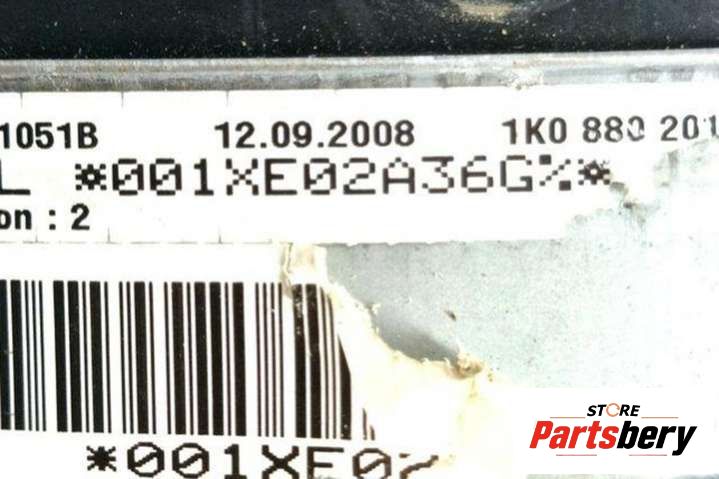 1051B 12.09.2008 1K0 880 201
L *001XE02A36G%*
on : 2
*001XE02
STORE
Partsbery